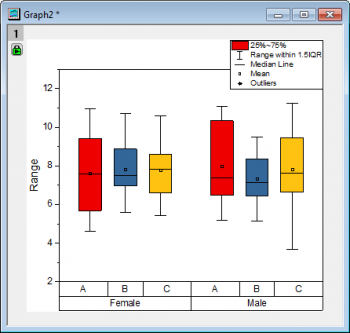 Graph2 *
1
25%~75%
Range within 1.5IQR
Median Line
Mean
Outliers
12
10
8
6
4
2
Range
A B C A B C
Female Male